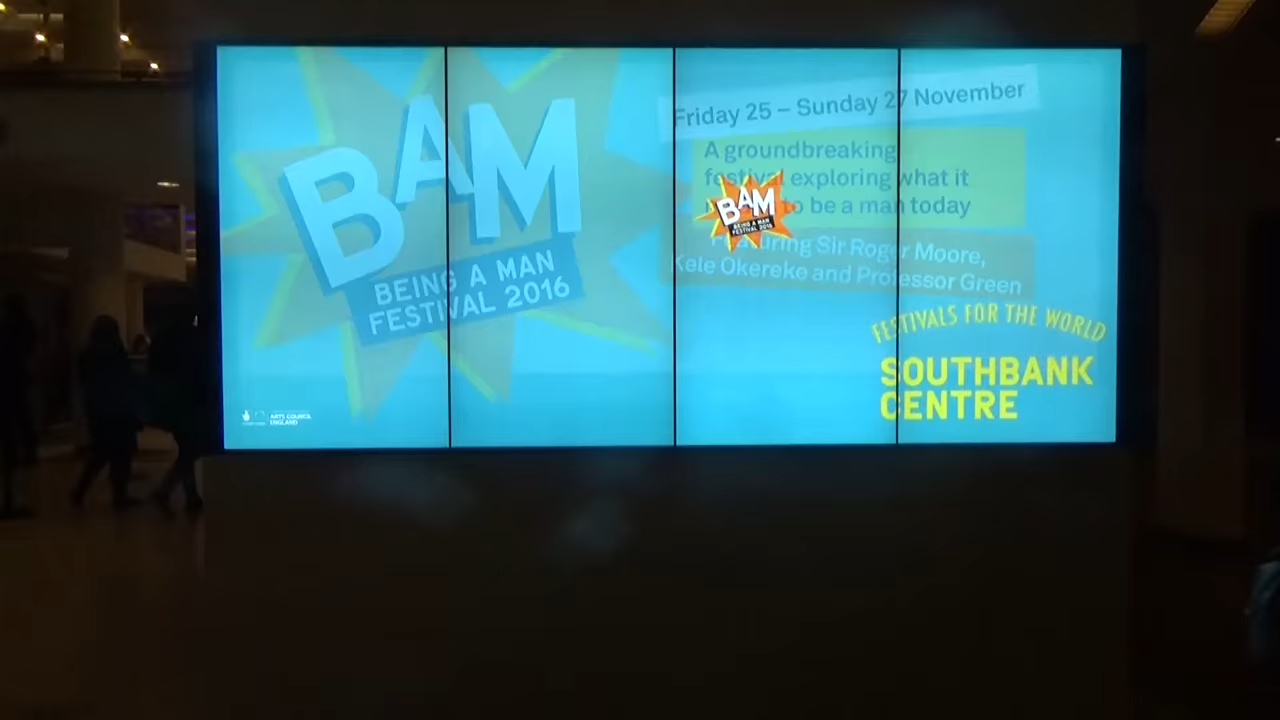 BAM
BEING A MAN
FESTIVAL 2016
Friday 25 – Sunday 27 November
A groundbreaking
festival exploring what it
to be a man today
BAM
BEING A MAN
FESTIVAL 2016
Featuring Sir Roger Moore,
Kele Okereke and Professor Green
FESTIVALS FOR THE WORLD
SOUTHBANK
CENTRE
ARTS COUNCIL
ENGLAND